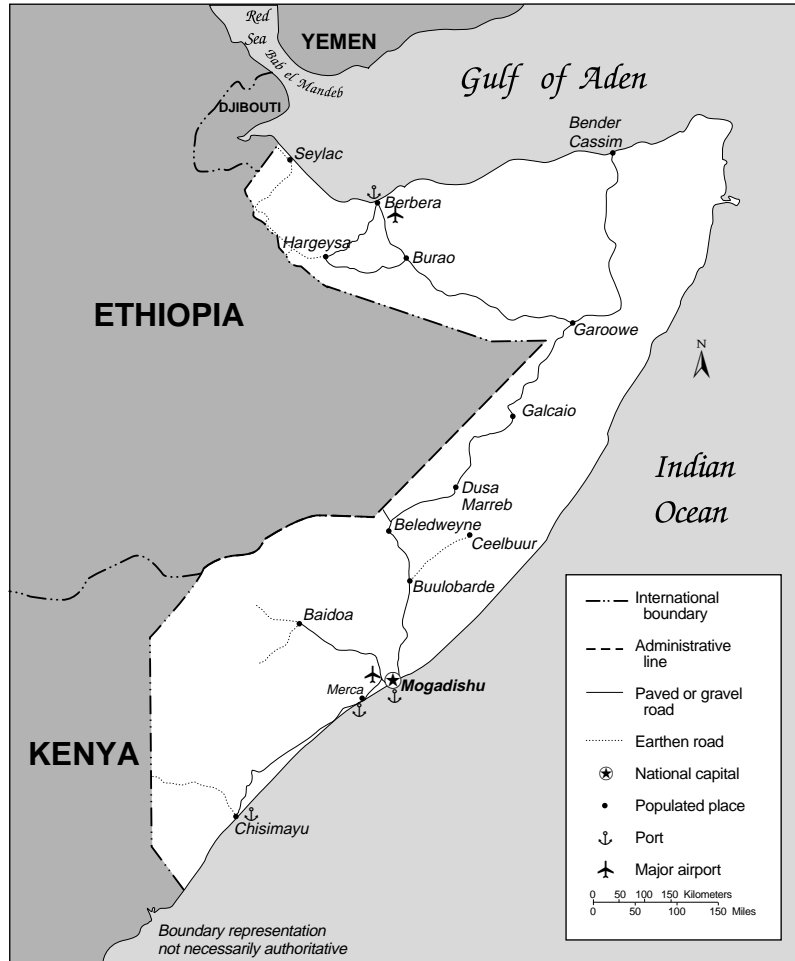 Red
Sea
YEMEN
Bab el Mandeb
Gulf of Aden
DJIBOUTI
Bender
Cassim
Seylac
Berbera
Hargeysa
Burao
ETHIOPIA
Garoowe
N
Galcaio
Indian
Ocean
Dusa
Marreb
Beledweyne
Ceelbuur
Buulobarde
Baidoa
Mogadishu
Merca
KENYA
Chisimayu
Boundary representation
not necessarily authoritative
International
boundary
Administrative
line
Paved or gravel
road
Earthen road
National capital
Populated place
Port
Major airport
0 50 100 150 Kilometers
0 50 100 150 Miles